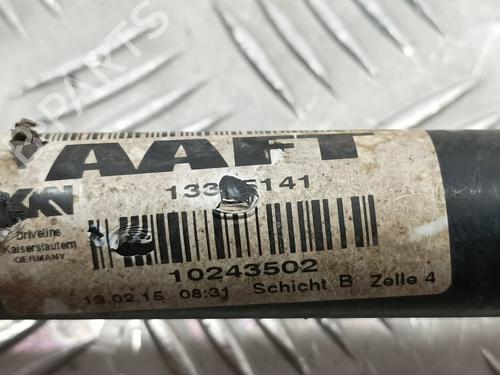 AAFT
Driveline
Kaiserslautern
GERMANY
10243502
13.02.15 08:31 Schicht B Zelle 4